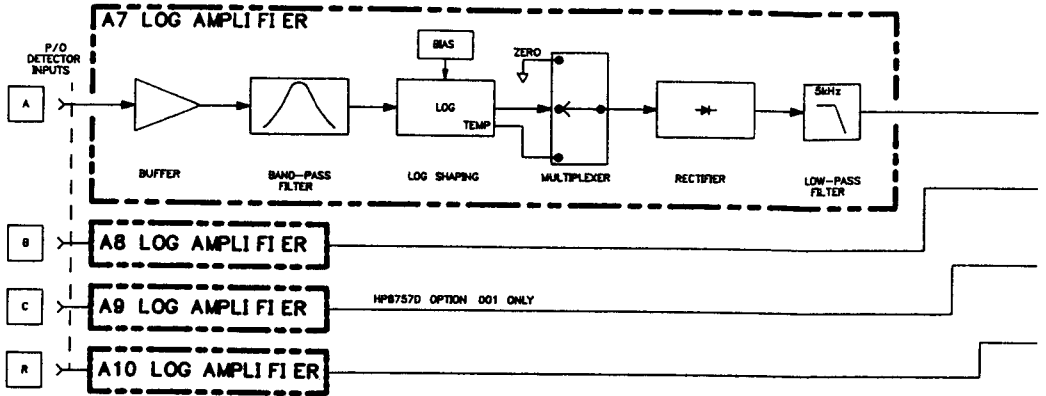 A7 LOG AMPLIFIER
P/O
DETECTOR
INPUTS
BIAS
ZERO
A
LOG
TEMP
5kHz
BUFFER
BAND-PASS
FILTER
LOG SHAPING
MULTIPLEXER
RECTIFIER
LOW-PASS
FILTER
B
A8 LOG AMPLIFIER
C
A9 LOG AMPLIFIER
HP8757D OPTION 001 ONLY
R
A10 LOG AMPLIFIER